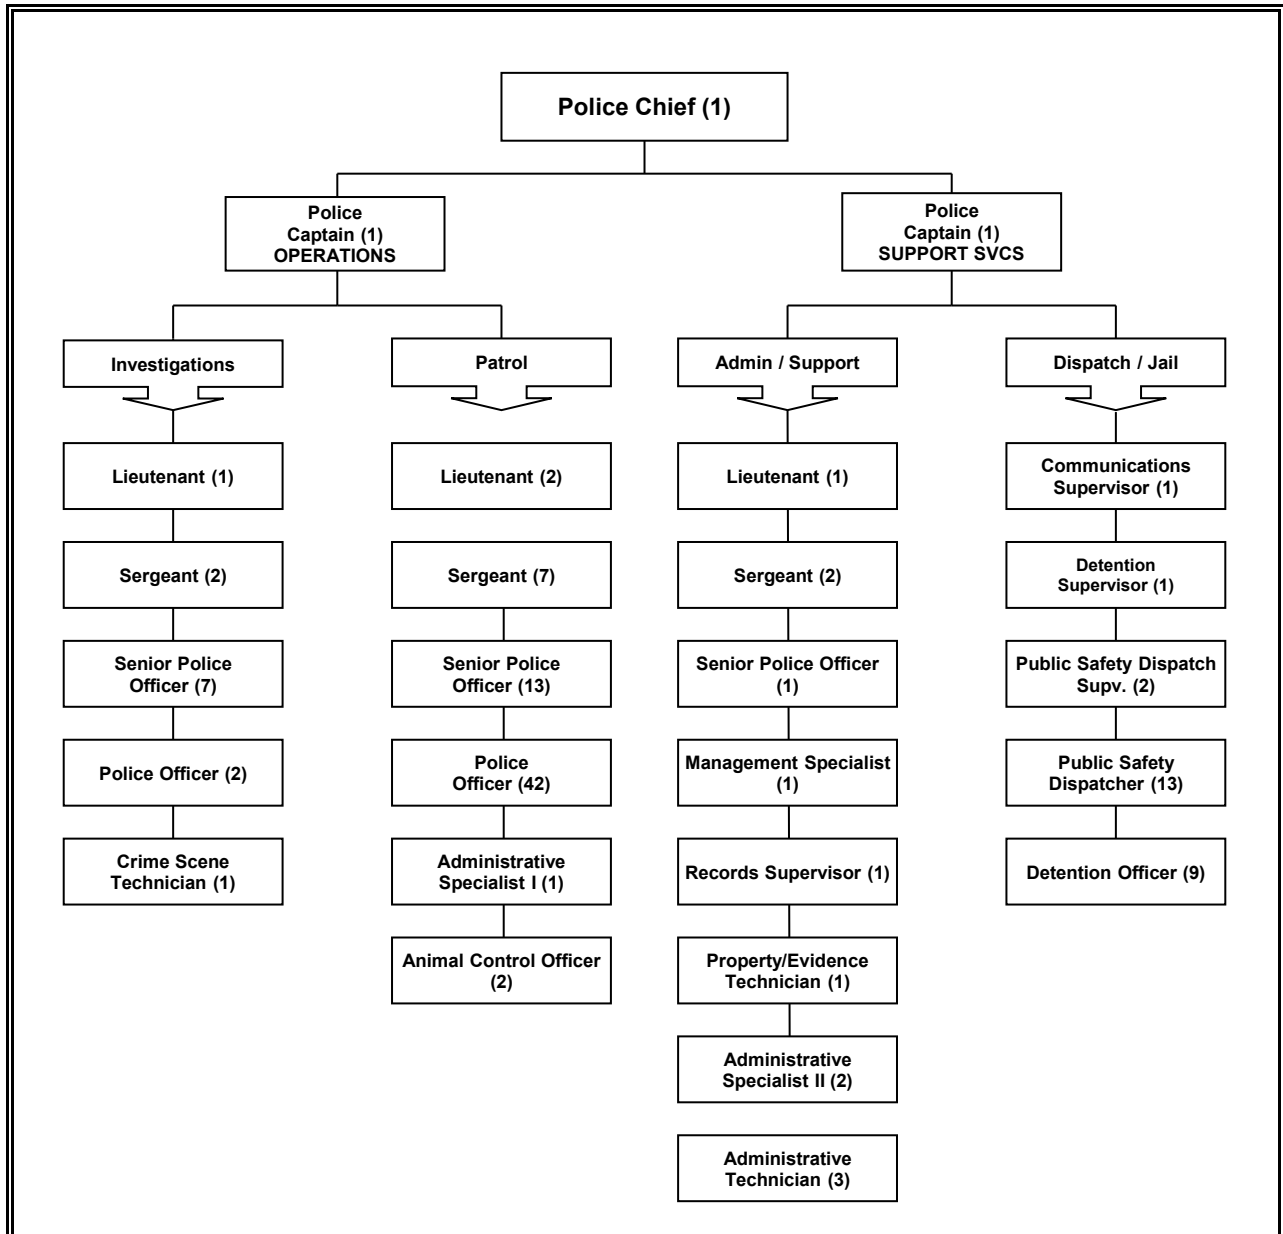 Police Chief (1)
Police
Captain (1)
OPERATIONS
Police
Captain (1)
SUPPORT SVCS
Investigations
Patrol
Admin / Support
Dispatch / Jail
Lieutenant (1)
Lieutenant (2)
Lieutenant (1)
Communications
Supervisor (1)
Sergeant (2)
Sergeant (7)
Sergeant (2)
Detention
Supervisor (1)
Senior Police
Officer (7)
Senior Police
Officer (13)
Senior Police Officer
(1)
Public Safety Dispatch
Supv. (2)
Police Officer (2)
Police
Officer (42)
Management Specialist
(1)
Public Safety
Dispatcher (13)
Crime Scene
Technician (1)
Administrative
Specialist I (1)
Records Supervisor (1)
Detention Officer (9)
Animal Control Officer
(2)
Property/Evidence
Technician (1)
Administrative
Specialist II (2)
Administrative
Technician (3)